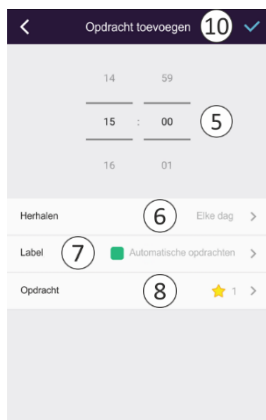 Opdracht toevoegen 10
14 59
15 : 00 5
16 01
Herhalen 6 Elke dag
Label 7 Automatische opdrachten
Opdracht 8 1